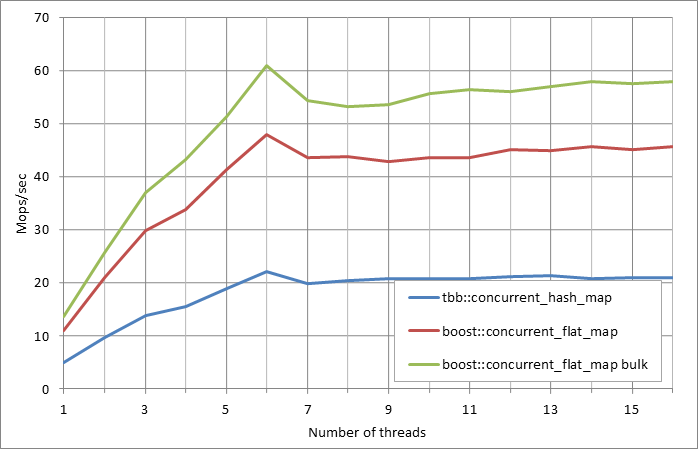 70
60
50
40
30
20
10
0
Mops/sec
tbb::concurrent_hash_map
boost::concurrent_flat_map
boost::concurrent_flat_map bulk
1 3 5 7 9 11 13 15
Number of threads